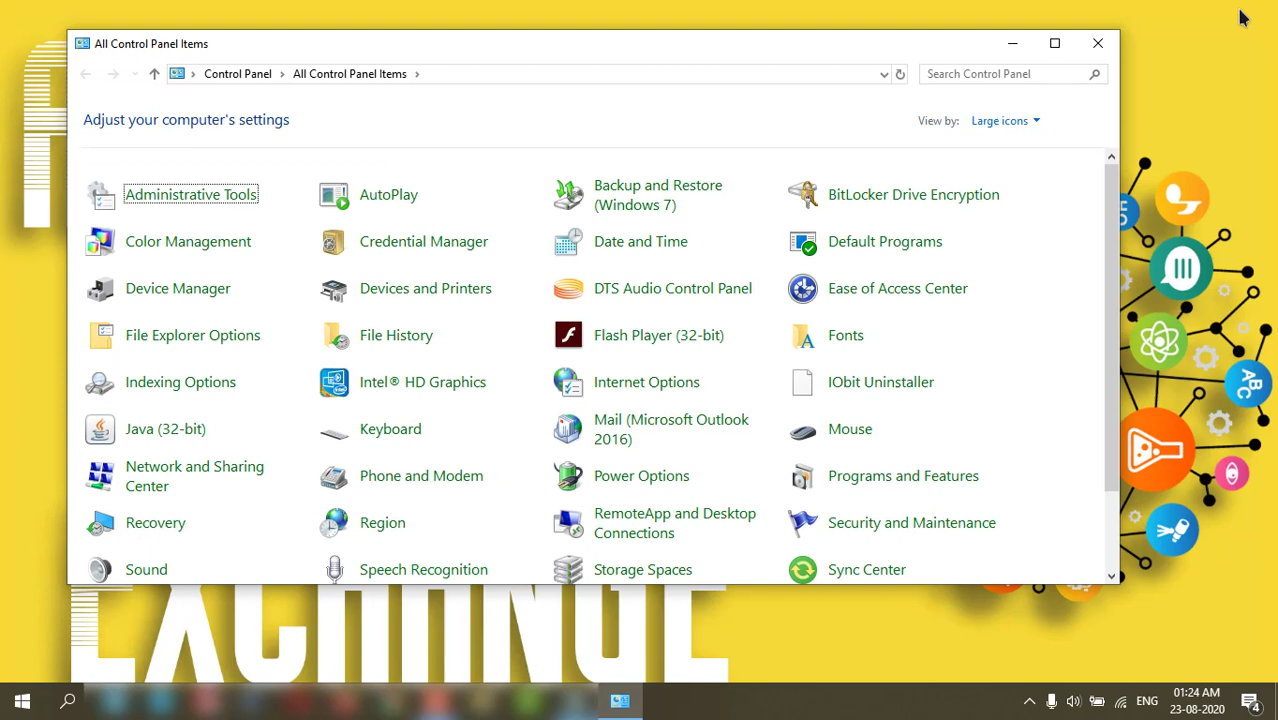 All Control Panel Items
Control Panel > All Control Panel Items >
Search Control Panel
Adjust your computer's settings
View by: Large icons
Administrative Tools
AutoPlay
Backup and Restore
(Windows 7)
BitLocker Drive Encryption
Color Management
Credential Manager
Date and Time
Default Programs
Device Manager
Devices and Printers
DTS Audio Control Panel
Ease of Access Center
File Explorer Options
File History
Flash Player (32-bit)
Fonts
Indexing Options
Intel® HD Graphics
Internet Options
IObit Uninstaller
Java (32-bit)
Keyboard
Mail (Microsoft Outlook
2016)
Mouse
Network and Sharing
Center
Phone and Modem
Power Options
Programs and Features
Recovery
Region
RemoteApp and Desktop
Connections
Security and Maintenance
Sound
Speech Recognition
Storage Spaces
Sync Center
ABC
EXCHANGE
ENG
01:24 AM
23-08-2020
4